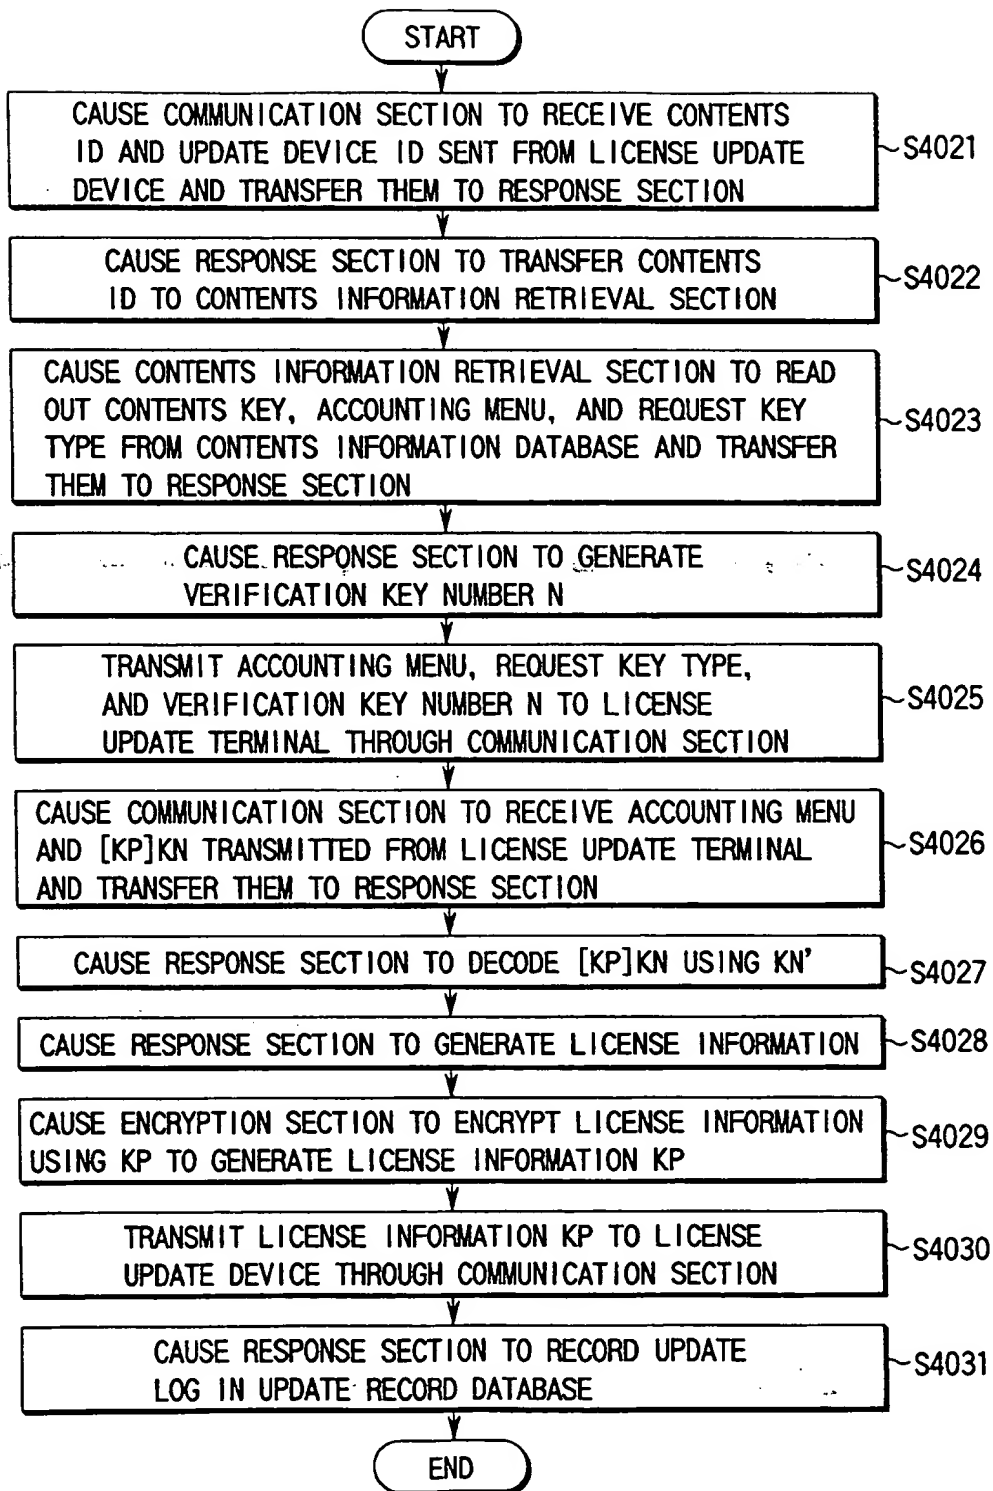 START
CAUSE COMMUNICATION SECTION TO RECEIVE CONTENTS
ID AND UPDATE DEVICE ID SENT FROM LICENSE UPDATE
DEVICE AND TRANSFER THEM TO RESPONSE SECTION
S4021
CAUSE RESPONSE SECTION TO TRANSFER CONTENTS
ID TO CONTENTS INFORMATION RETRIEVAL SECTION
S4022
CAUSE CONTENTS INFORMATION RETRIEVAL SECTION TO READ
OUT CONTENTS KEY, ACCOUNTING MENU, AND REQUEST KEY
TYPE FROM CONTENTS INFORMATION DATABASE AND TRANSFER
THEM TO RESPONSE SECTION
S4023
CAUSE RESPONSE SECTION TO GENERATE
VERIFICATION KEY NUMBER N
S4024
TRANSMIT ACCOUNTING MENU, REQUEST KEY TYPE,
AND VERIFICATION KEY NUMBER N TO LICENSE
UPDATE TERMINAL THROUGH COMMUNICATION SECTION
S4025
CAUSE COMMUNICATION SECTION TO RECEIVE ACCOUNTING MENU
AND [KP]KN TRANSMITTED FROM LICENSE UPDATE TERMINAL
AND TRANSFER THEM TO RESPONSE SECTION
S4026
CAUSE RESPONSE SECTION TO DECODE [KP]KN USING KN'
S4027
CAUSE RESPONSE SECTION TO GENERATE LICENSE INFORMATION
S4028
CAUSE ENCRYPTION SECTION TO ENCRYPT LICENSE INFORMATION
USING KP TO GENERATE LICENSE INFORMATION KP
S4029
TRANSMIT LICENSE INFORMATION KP TO LICENSE
UPDATE DEVICE THROUGH COMMUNICATION SECTION
S4030
CAUSE RESPONSE SECTION TO RECORD UPDATE
LOG IN UPDATE RECORD DATABASE
S4031
END